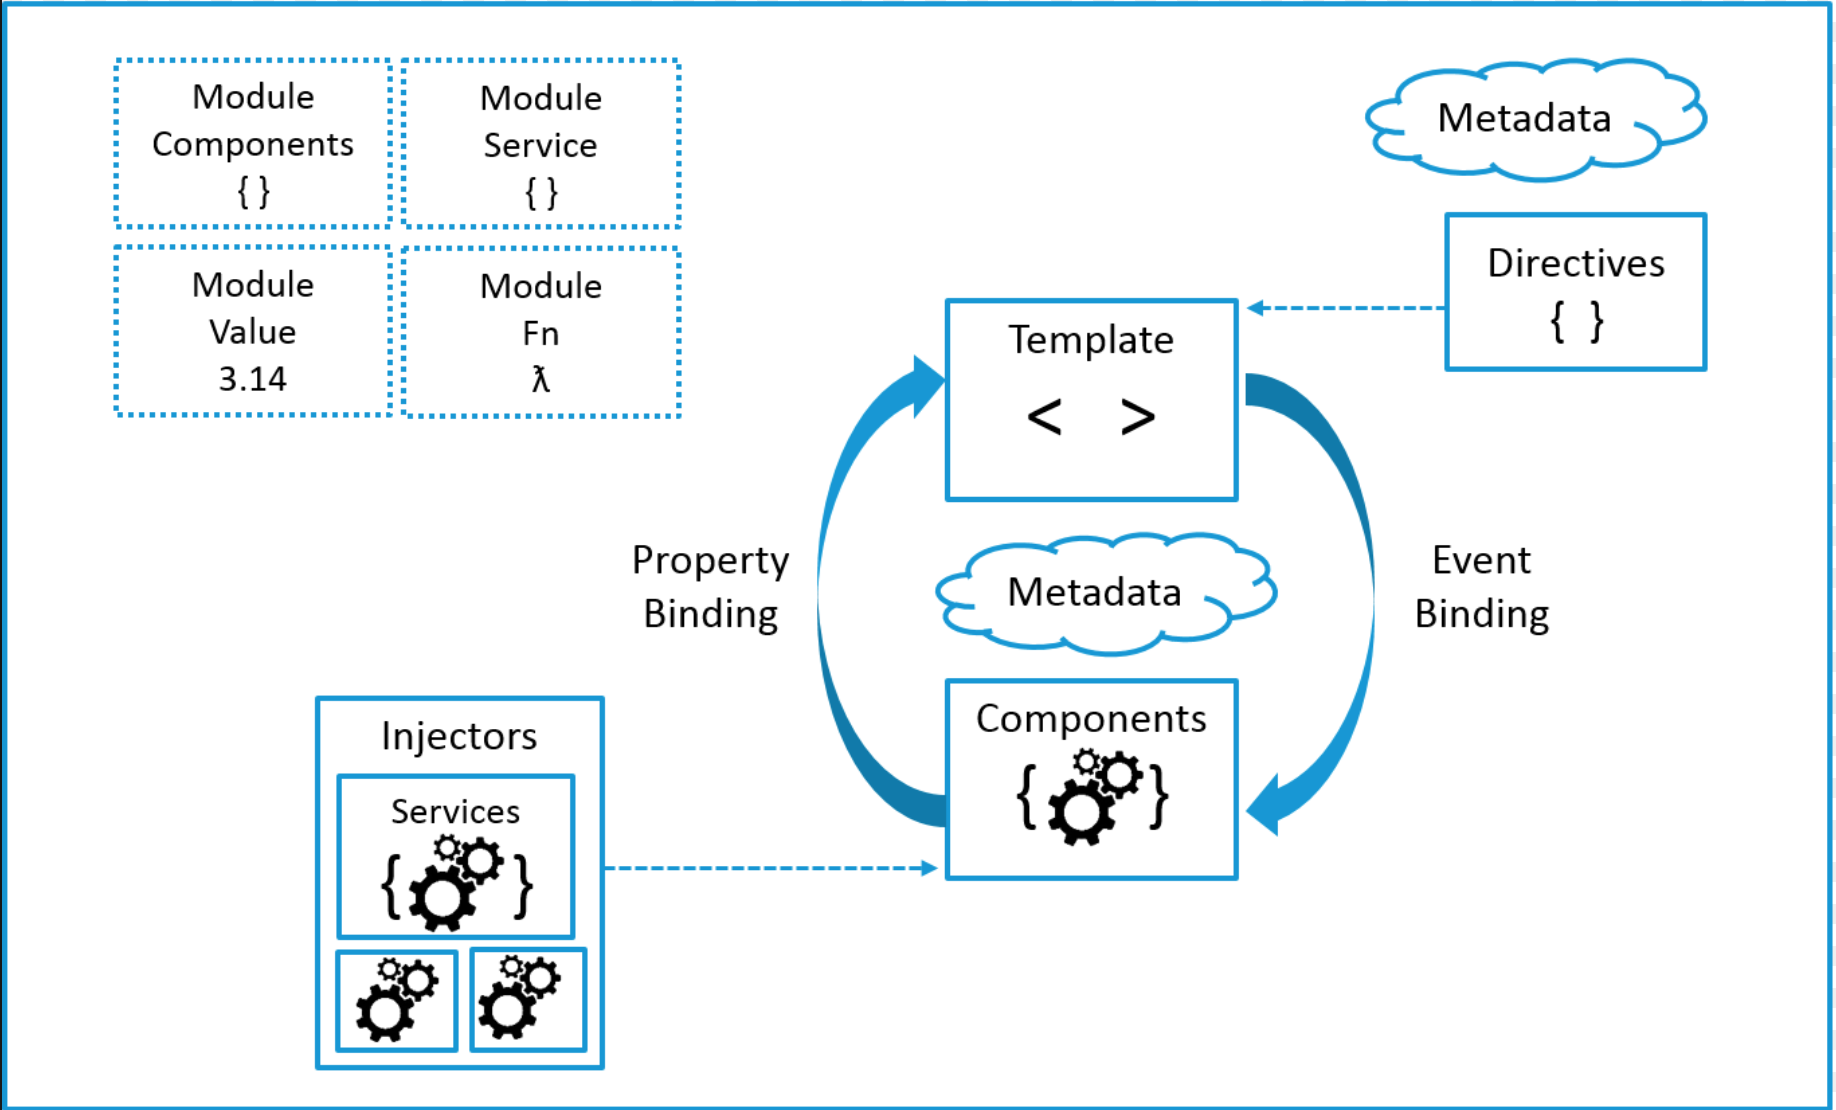 Module
Components
{ }
Module
Service
{ }
Module
Value
3.14
Module
Fn
ƛ
Metadata
Directives
{ }
Template
< >
Property
Binding
Metadata
Event
Binding
Components
{ }
Injectors
Services
{ }